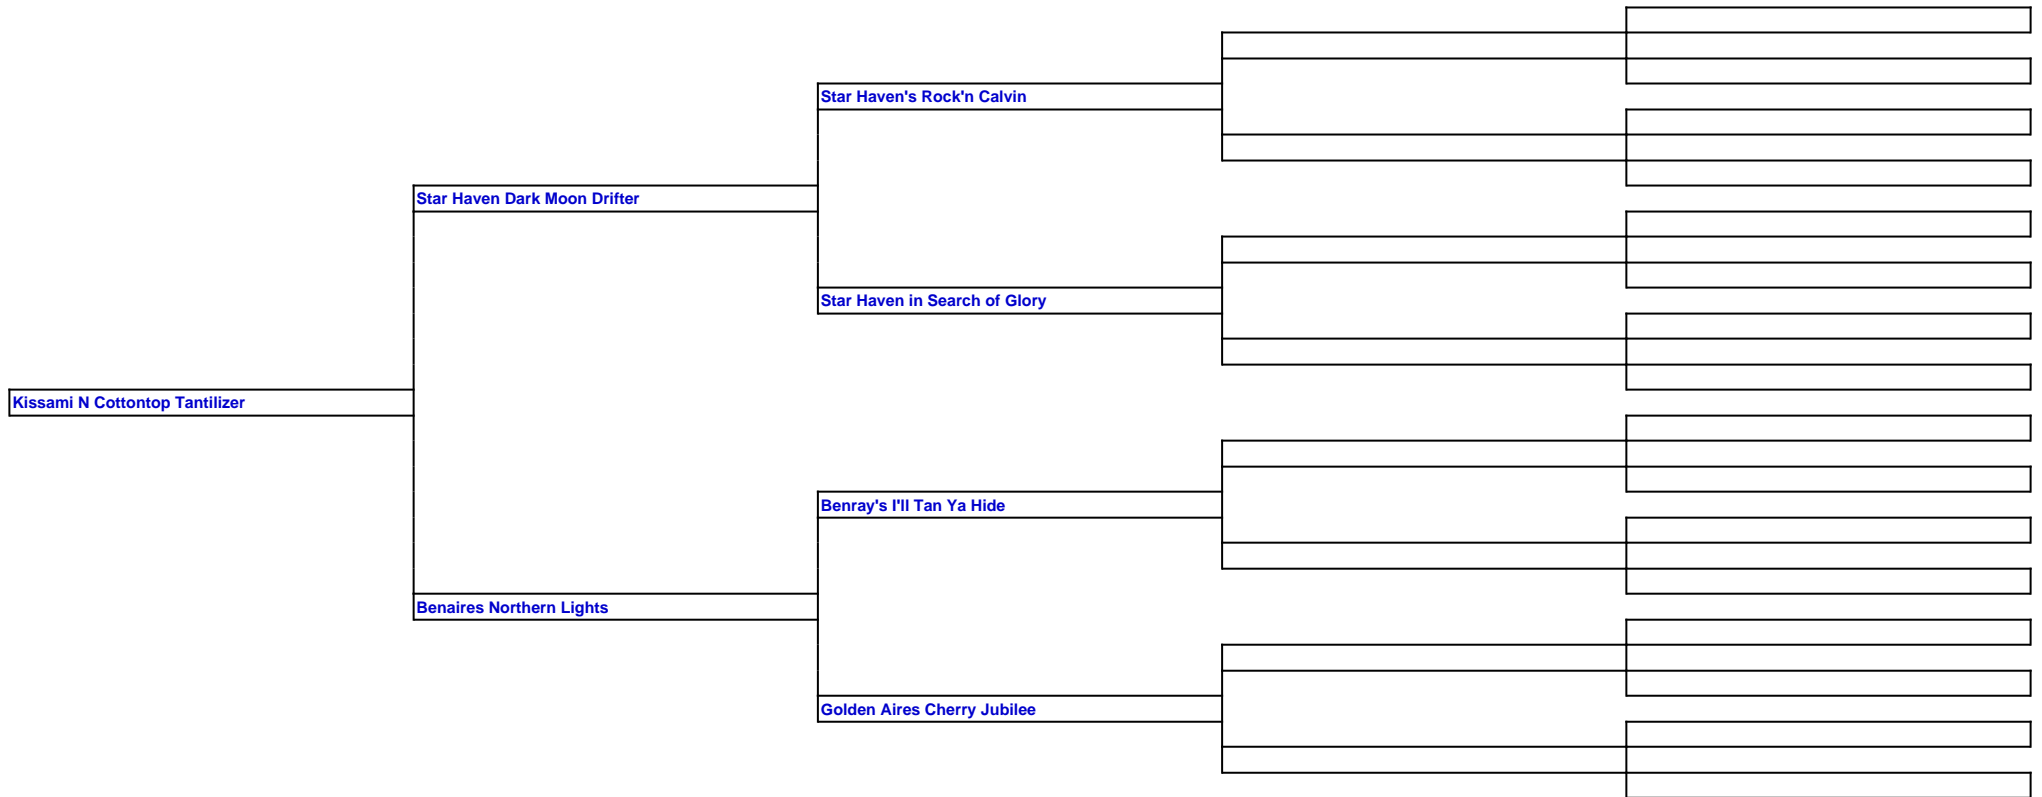 Star Haven's Rock'n Calvin
Star Haven Dark Moon Drifter
Star Haven in Search of Glory
Kissami N Cottontop Tantilizer
Benray's I'll Tan Ya Hide
Benaires Northern Lights
Golden Aires Cherry Jubilee